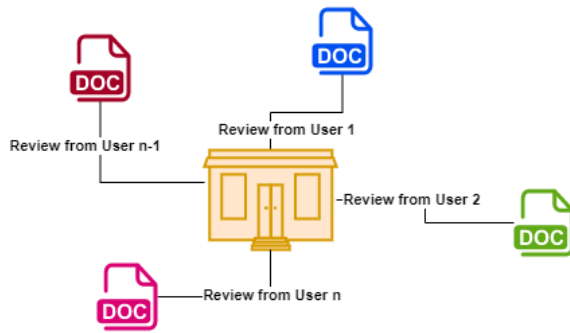 DOC
DOC
Review from User 1
Review from User n-1
Review from User 2
DOC
Review from User n
DOC